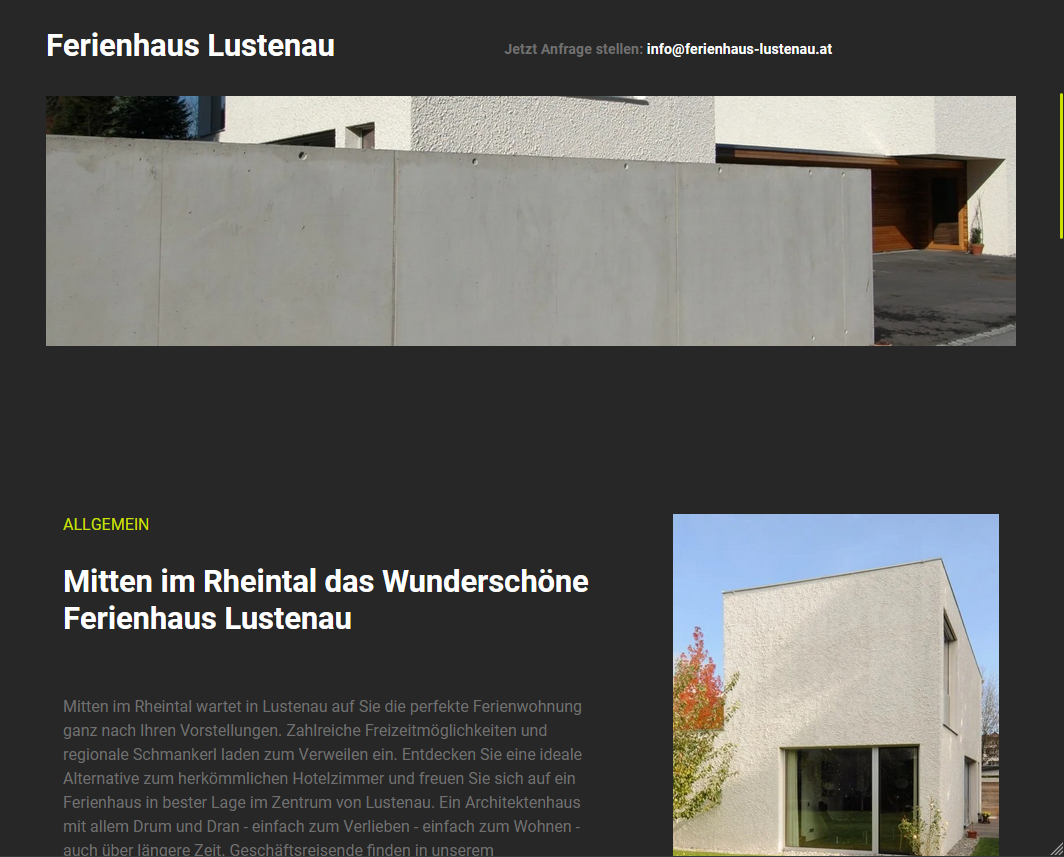 Ferienhaus Lustenau
Jetzt Anfrage stellen: info@ferienhaus-lustenau.at
ALLGEMEIN
Mitten im Rheintal das Wunderschöne
Ferienhaus Lustenau
Mitten im Rheintal wartet in Lustenau auf Sie die perfekte Ferienwohnung
ganz nach Ihren Vorstellungen. Zahlreiche Freizeitmöglichkeiten und
regionale Schmankerl laden zum Verweilen ein. Entdecken Sie eine ideale
Alternative zum herkömmlichen Hotelzimmer und freuen Sie sich auf ein
Ferienhaus in bester Lage im Zentrum von Lustenau. Ein Architektenhaus
mit allem Drum und Dran - einfach zum Verlieben - einfach zum Wohnen -
auch über längere Zeit. Geschäftsreisende finden in unserem